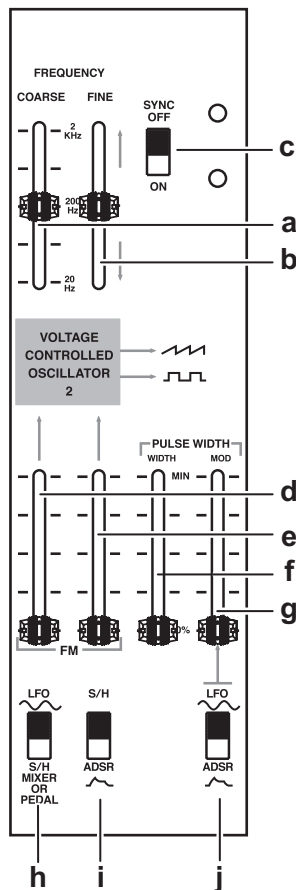 FREQUENCY
COARSE FINE
SYNC
OFF
ON
2
KHz
200
Hz
20
Hz
c
a
b
VOLTAGE
CONTROLLED
OSCILLATOR
2
PULSE WIDTH
WIDTH MOD
MIN
d
e
f
g
0%
FM
LFO S/H LFO
S/H ADSR ADSR
MIXER
OR
PEDAL
h i j